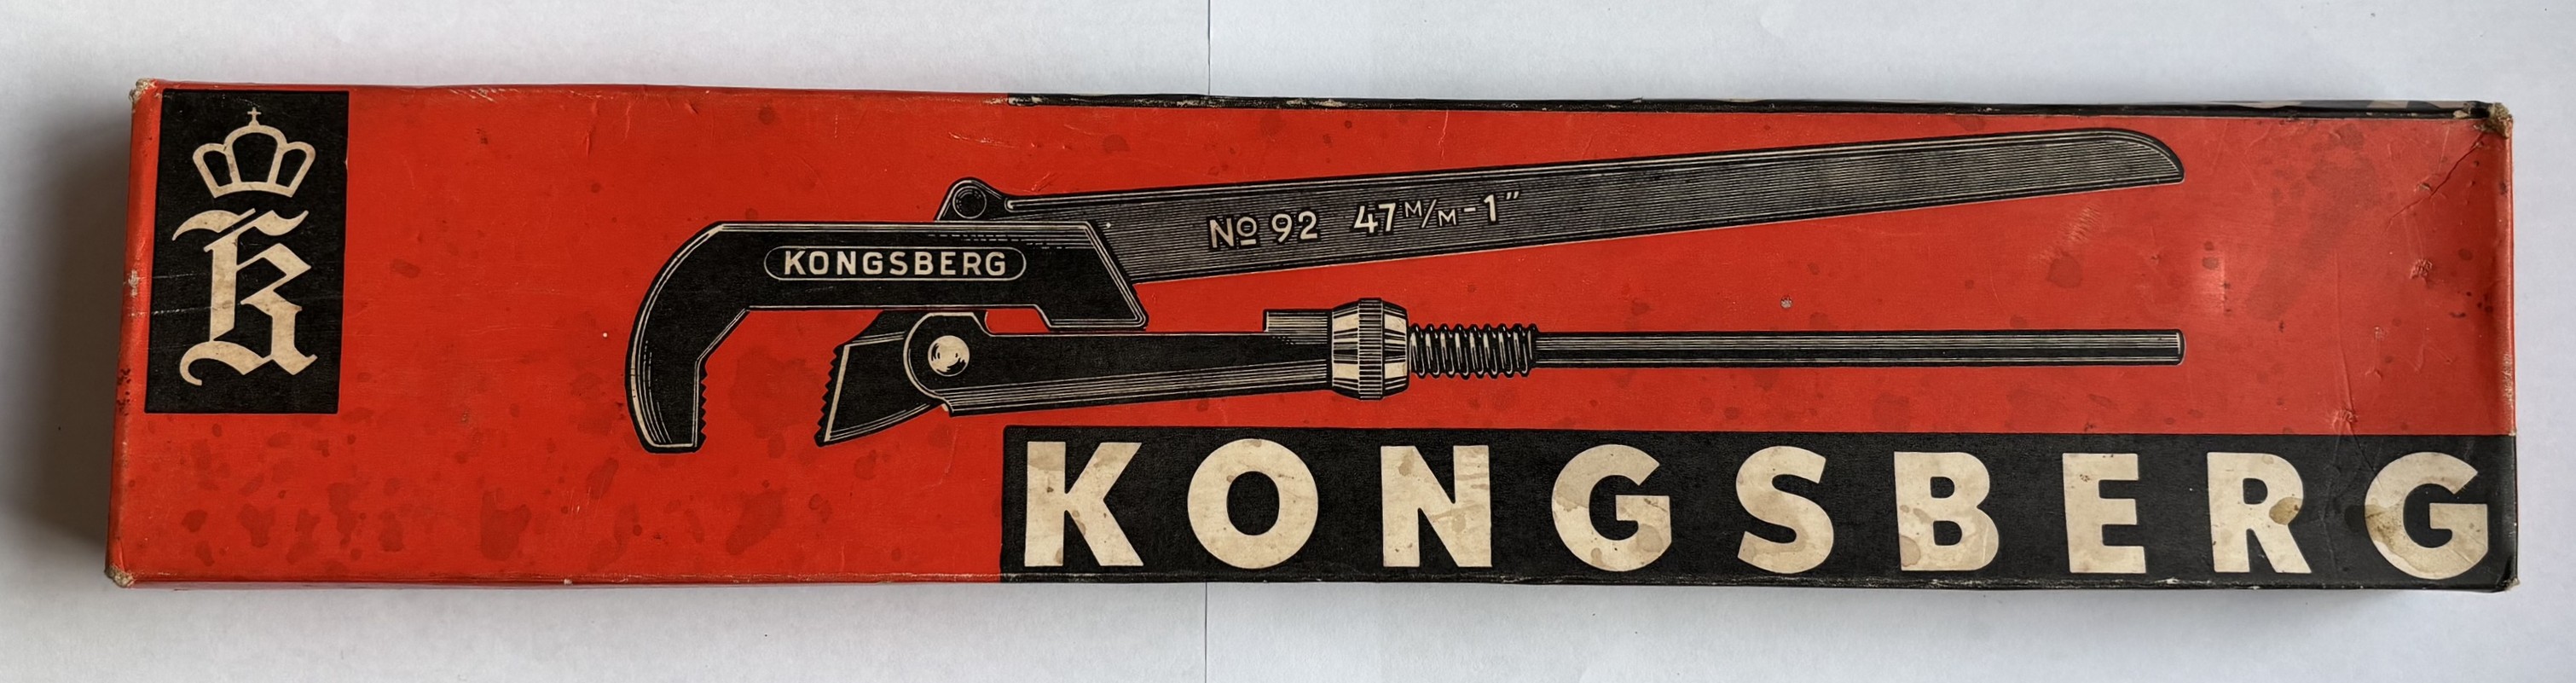 K
KONGSBERG
Nº 92 47 M/M - 1"
KONGSBERG